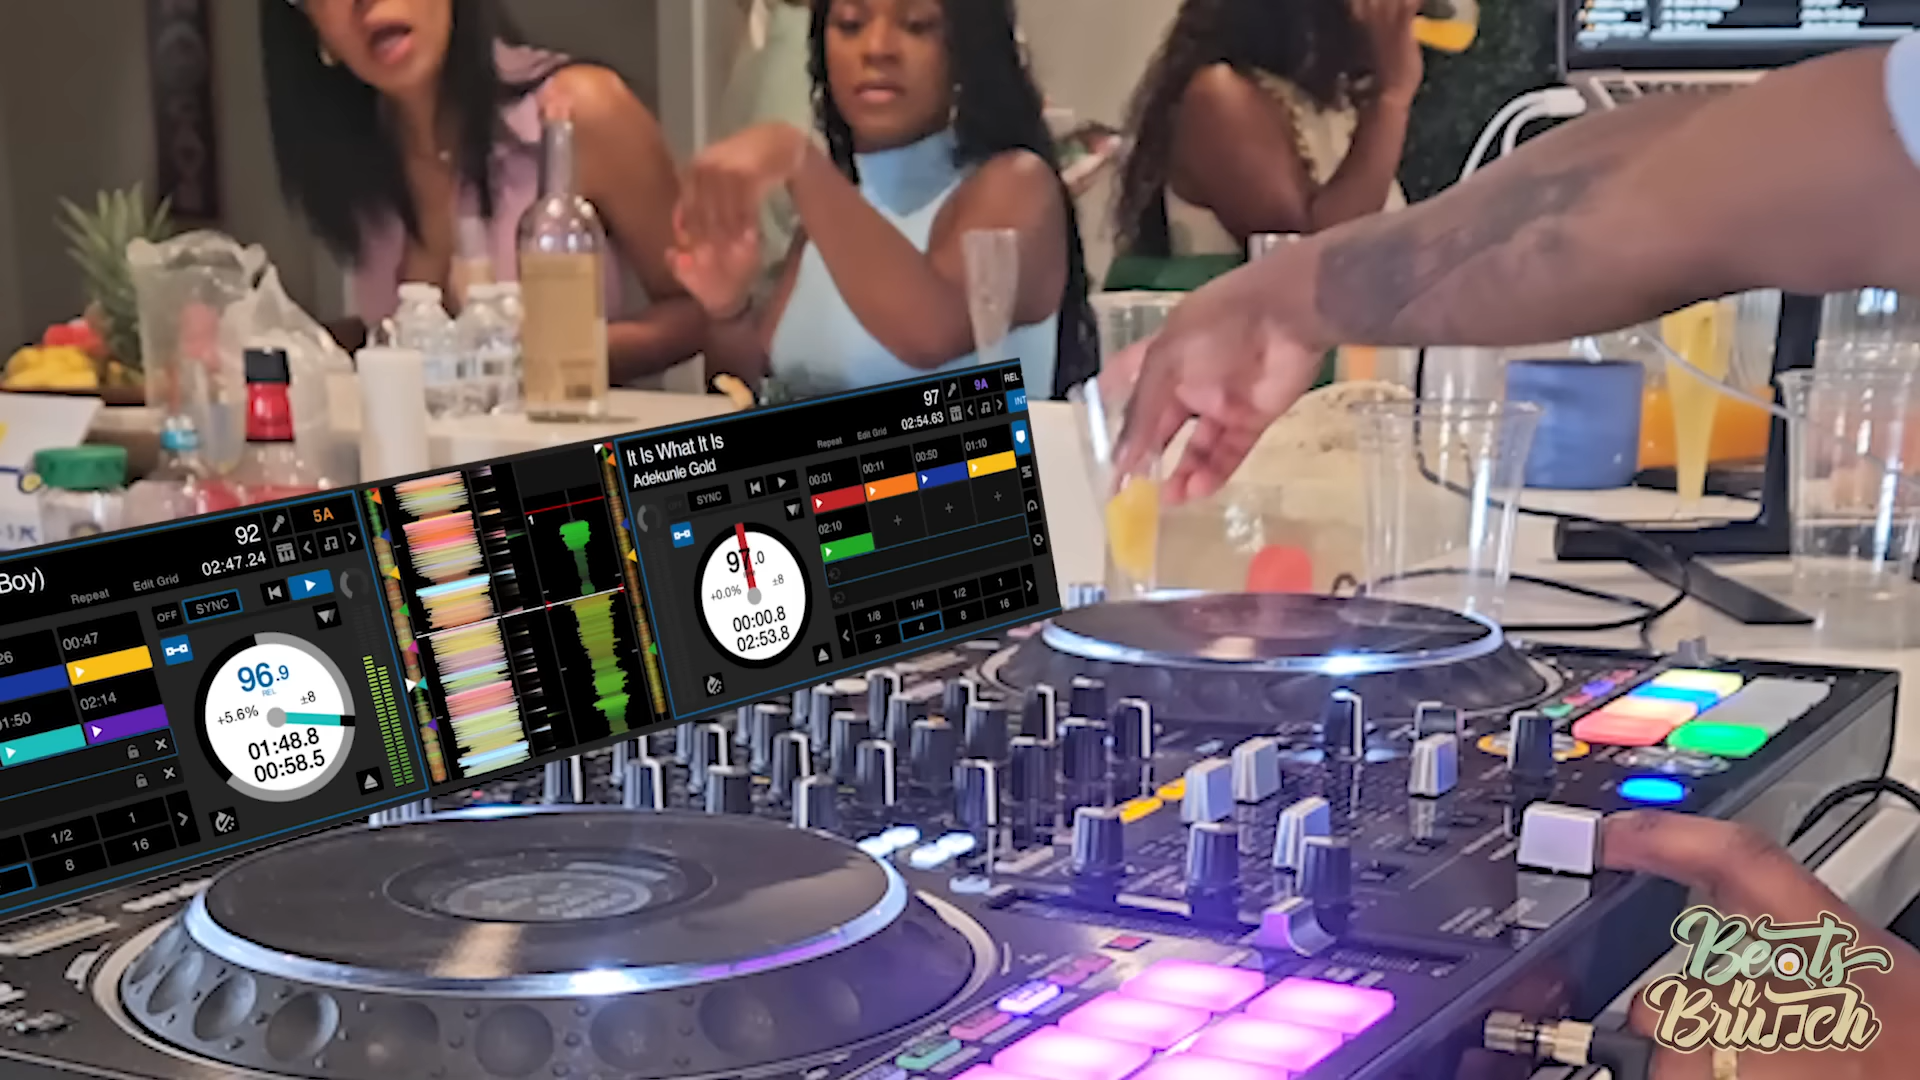 It Is What It Is
Adekunle Gold
97
9A
REL
02:54.63
INT
Repeat
Edit Grid
OFF
SYNC
00:01
00:11
00:50
01:10
02:10
97.0
+0.0%
±8
00:00.8
02:53.8
1/8
1/4
1/2
1
2
4
8
16
1
Boy)
92
5A
02:47.24
Repeat
Edit Grid
OFF
SYNC
26
00:47
1:50
02:14
96.9
REL
+5.6%
±8
01:48.8
00:58.5
1/2
1
8
16
Beats
n
Brunch